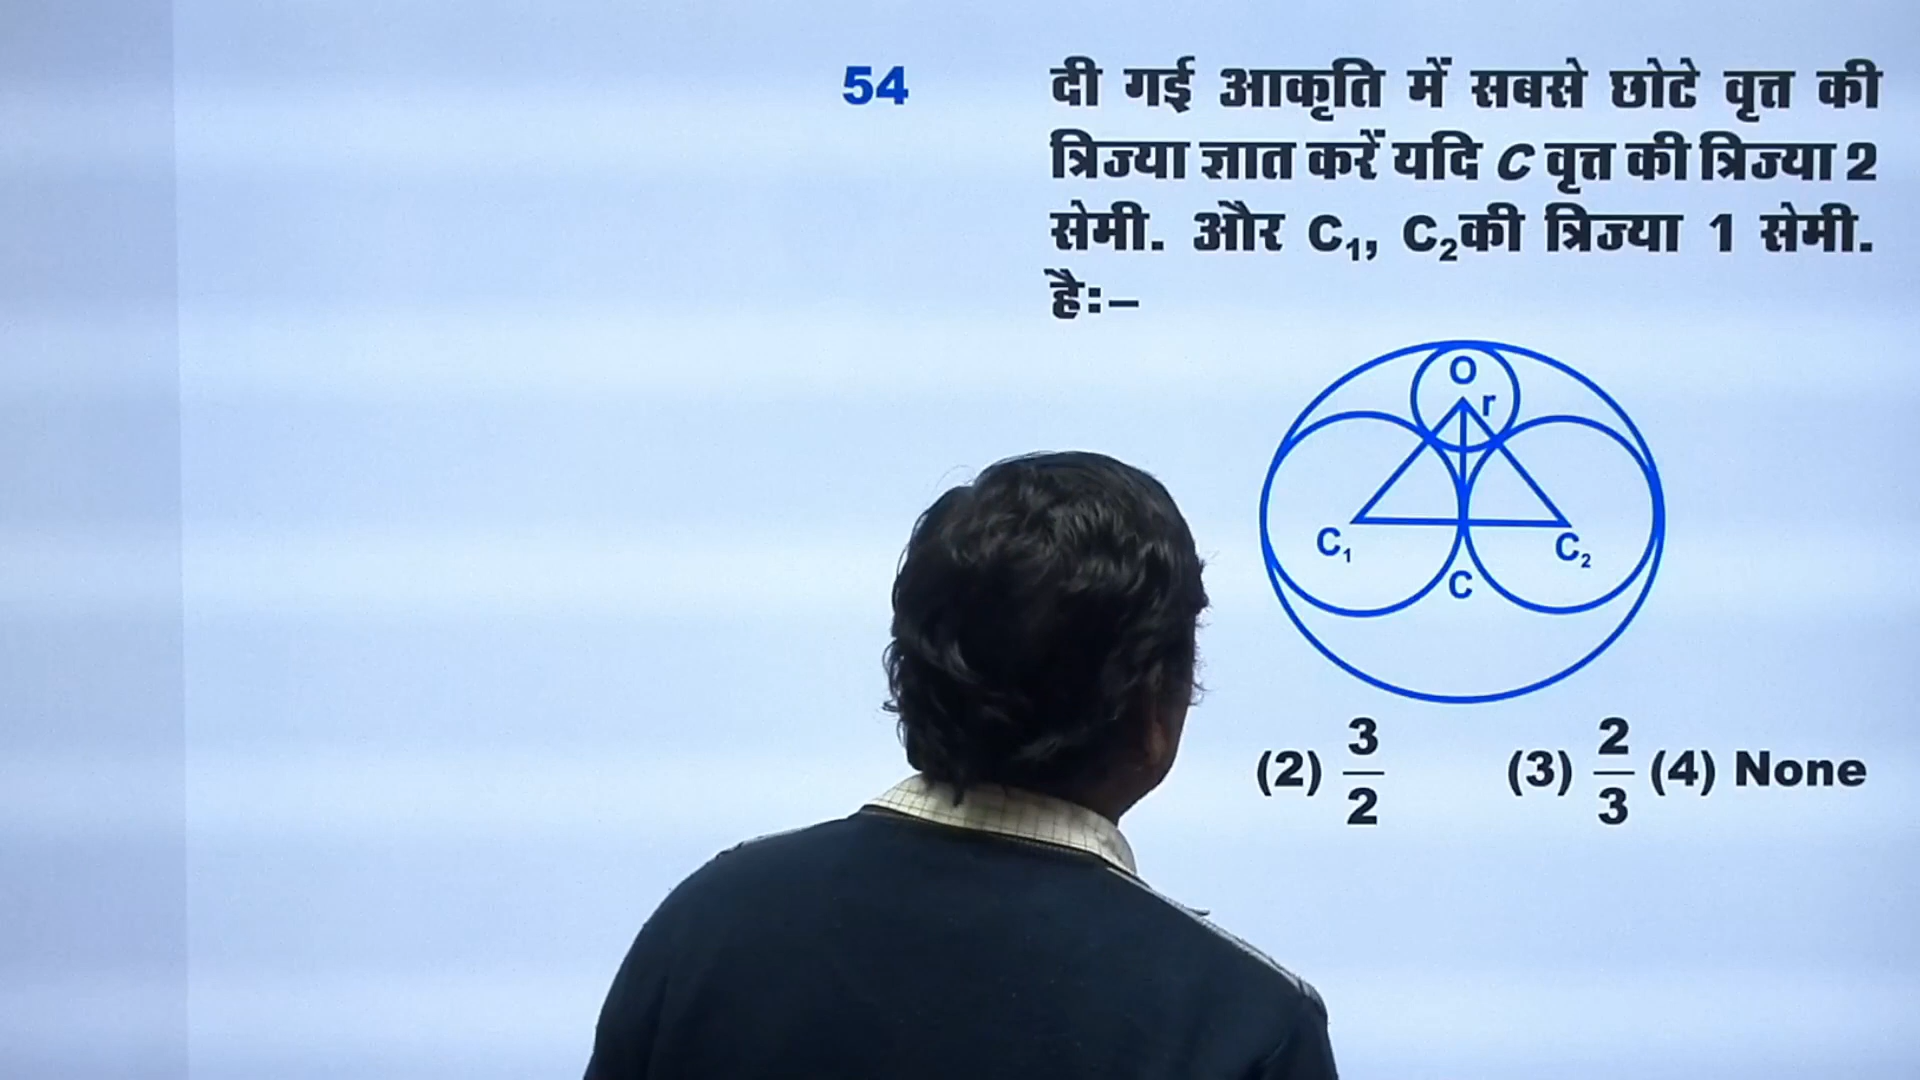 54
दी गई आकृति में सबसे छोटे वृत्त की
त्रिज्या ज्ञात करें यदि C वृत्त की त्रिज्या 2
सेमी. और C₁, C₂की त्रिज्या 1 सेमी.
है:–
O
r
C₁
C₂
C
(2) 3/2 (3) 2/3 (4) None